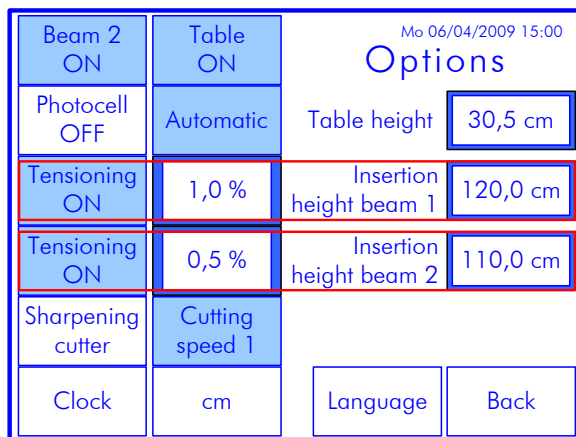 Beam 2
ON
Table
ON
Mo 06/04/2009 15:00
Options
Photocell
OFF
Automatic
Table height
30,5 cm
Tensioning
ON
1,0 %
Insertion
height beam 1
120,0 cm
Tensioning
ON
0,5 %
Insertion
height beam 2
110,0 cm
Sharpening
cutter
Cutting
speed 1
Clock
cm
Language
Back